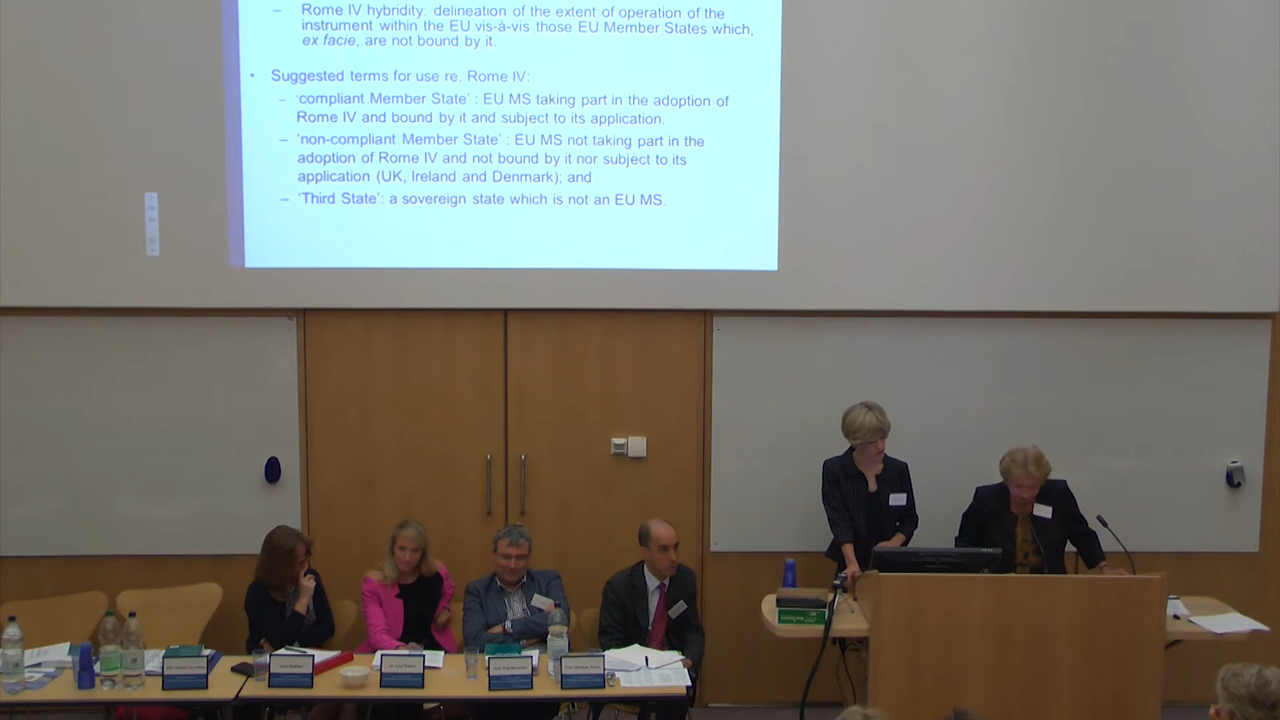 – Rome IV hybridity: delineation of the extent of operation of the
instrument within the EU vis-à-vis those EU Member States which,
ex facie, are not bound by it.
• Suggested terms for use re. Rome IV:
– 'compliant Member State' : EU MS taking part in the adoption of
Rome IV and bound by it and subject to its application.
– 'non-compliant Member State' : EU MS not taking part in the
adoption of Rome IV and not bound by it nor subject to its
application (UK, Ireland and Denmark); and
– 'Third State': a sovereign state which is not an EU MS.